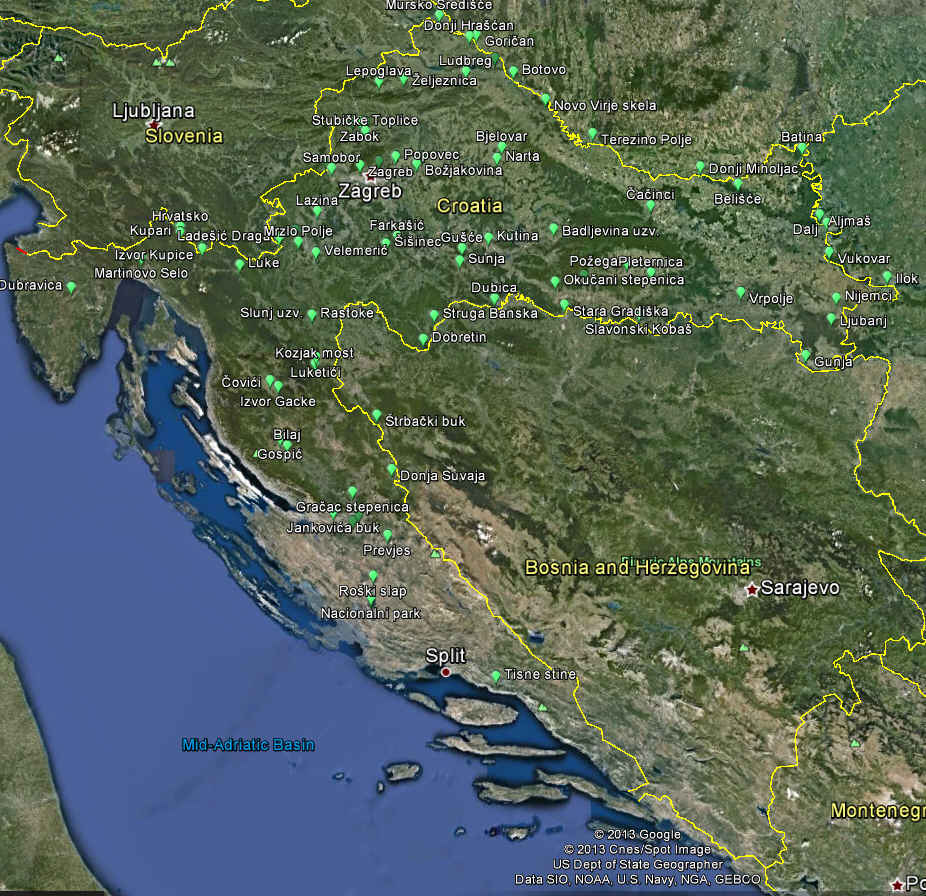 Mursko Središće
Donji Hrašćan
Goričan
Ludbreg
Botovo
Lepoglava
Željeznica
Novo Virje skela
Ljubljana
Slovenia
Stubičke Toplice
Zabok
Bjelovar
Terezino Polje
Batina
Samobor
Popovec
Narta
Zagreb
Božjakovina
Donji Miholjac
Zagreb
Belišće
Lazina
Croatia
Čačinci
Hrvatsko
Kupari
Ladešić Draga
Mrzlo Polje
Farkašić
Sišinec
Gušće
Kutina
Badljevina uzv.
Aljmaš
Dalj
Izvor Kupice
Velemerić
Sunja
Vukovar
Luke
Martinovo Selo
Požega
Pleternica
Okučani stepenica
Ilok
Dubravica
Dubica
Vrpolje
Nijemci
Slunj uzv.
Rastoke
Struga Banska
Stara Gradiška
Slavonski Kobaš
Ljubanj
Dobretin
Kozjak most
Luketići
Gunja
Čovići
Izvor Gacke
Štrbački buk
Bilaj
Gospić
Donja Suvaja
Gračac stepenica
Jankovića buk
Prevjes
Bosnia and Herzegovina
Sarajevo
Roški slap
Nacionalni park
Split
Tisne stine
Mid-Adriatic Basin
Montenegr
© 2013 Google
© 2013 Cnes/Spot Image
US Dept of State Geographer
Data SIO, NOAA, U.S. Navy, NGA, GEBCO
Po